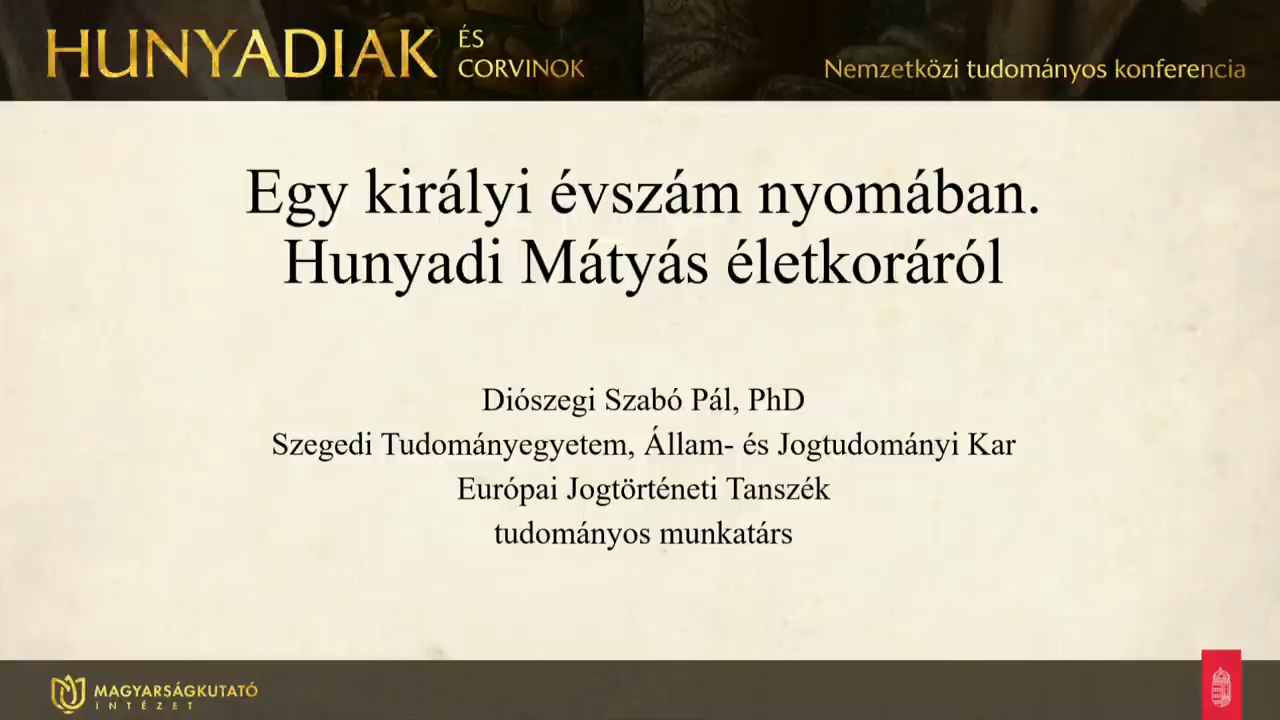 HUNYADIAK
ÉS
CORVINOK
Nemzetközi tudományos konferencia
Egy királyi évszám nyomában.
Hunyadi Mátyás életkoráról
Diószegi Szabó Pál, PhD
Szegedi Tudományegyetem, Állam- és Jogtudományi Kar
Európai Jogtörténeti Tanszék
tudományos munkatárs
MAGYARSÁGKUTATÓ
INTÉZET